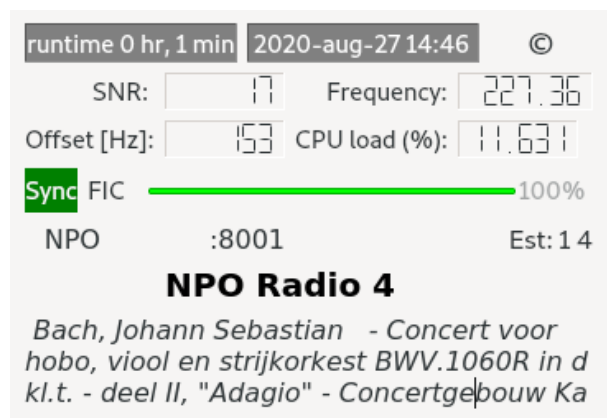 runtime 0 hr, 1 min 2020-aug-27 14:46 ©
SNR: 17 Frequency: 227.36
Offset [Hz]: 153 CPU load (%): 11.631
Sync FIC 100%
NPO :8001 Est: 1 4
NPO Radio 4
Bach, Johann Sebastian - Concert voor
hobo, viool en strijkorkest BWV.1060R in d
kl.t. - deel II, "Adagio" - Concertgebouw Ka